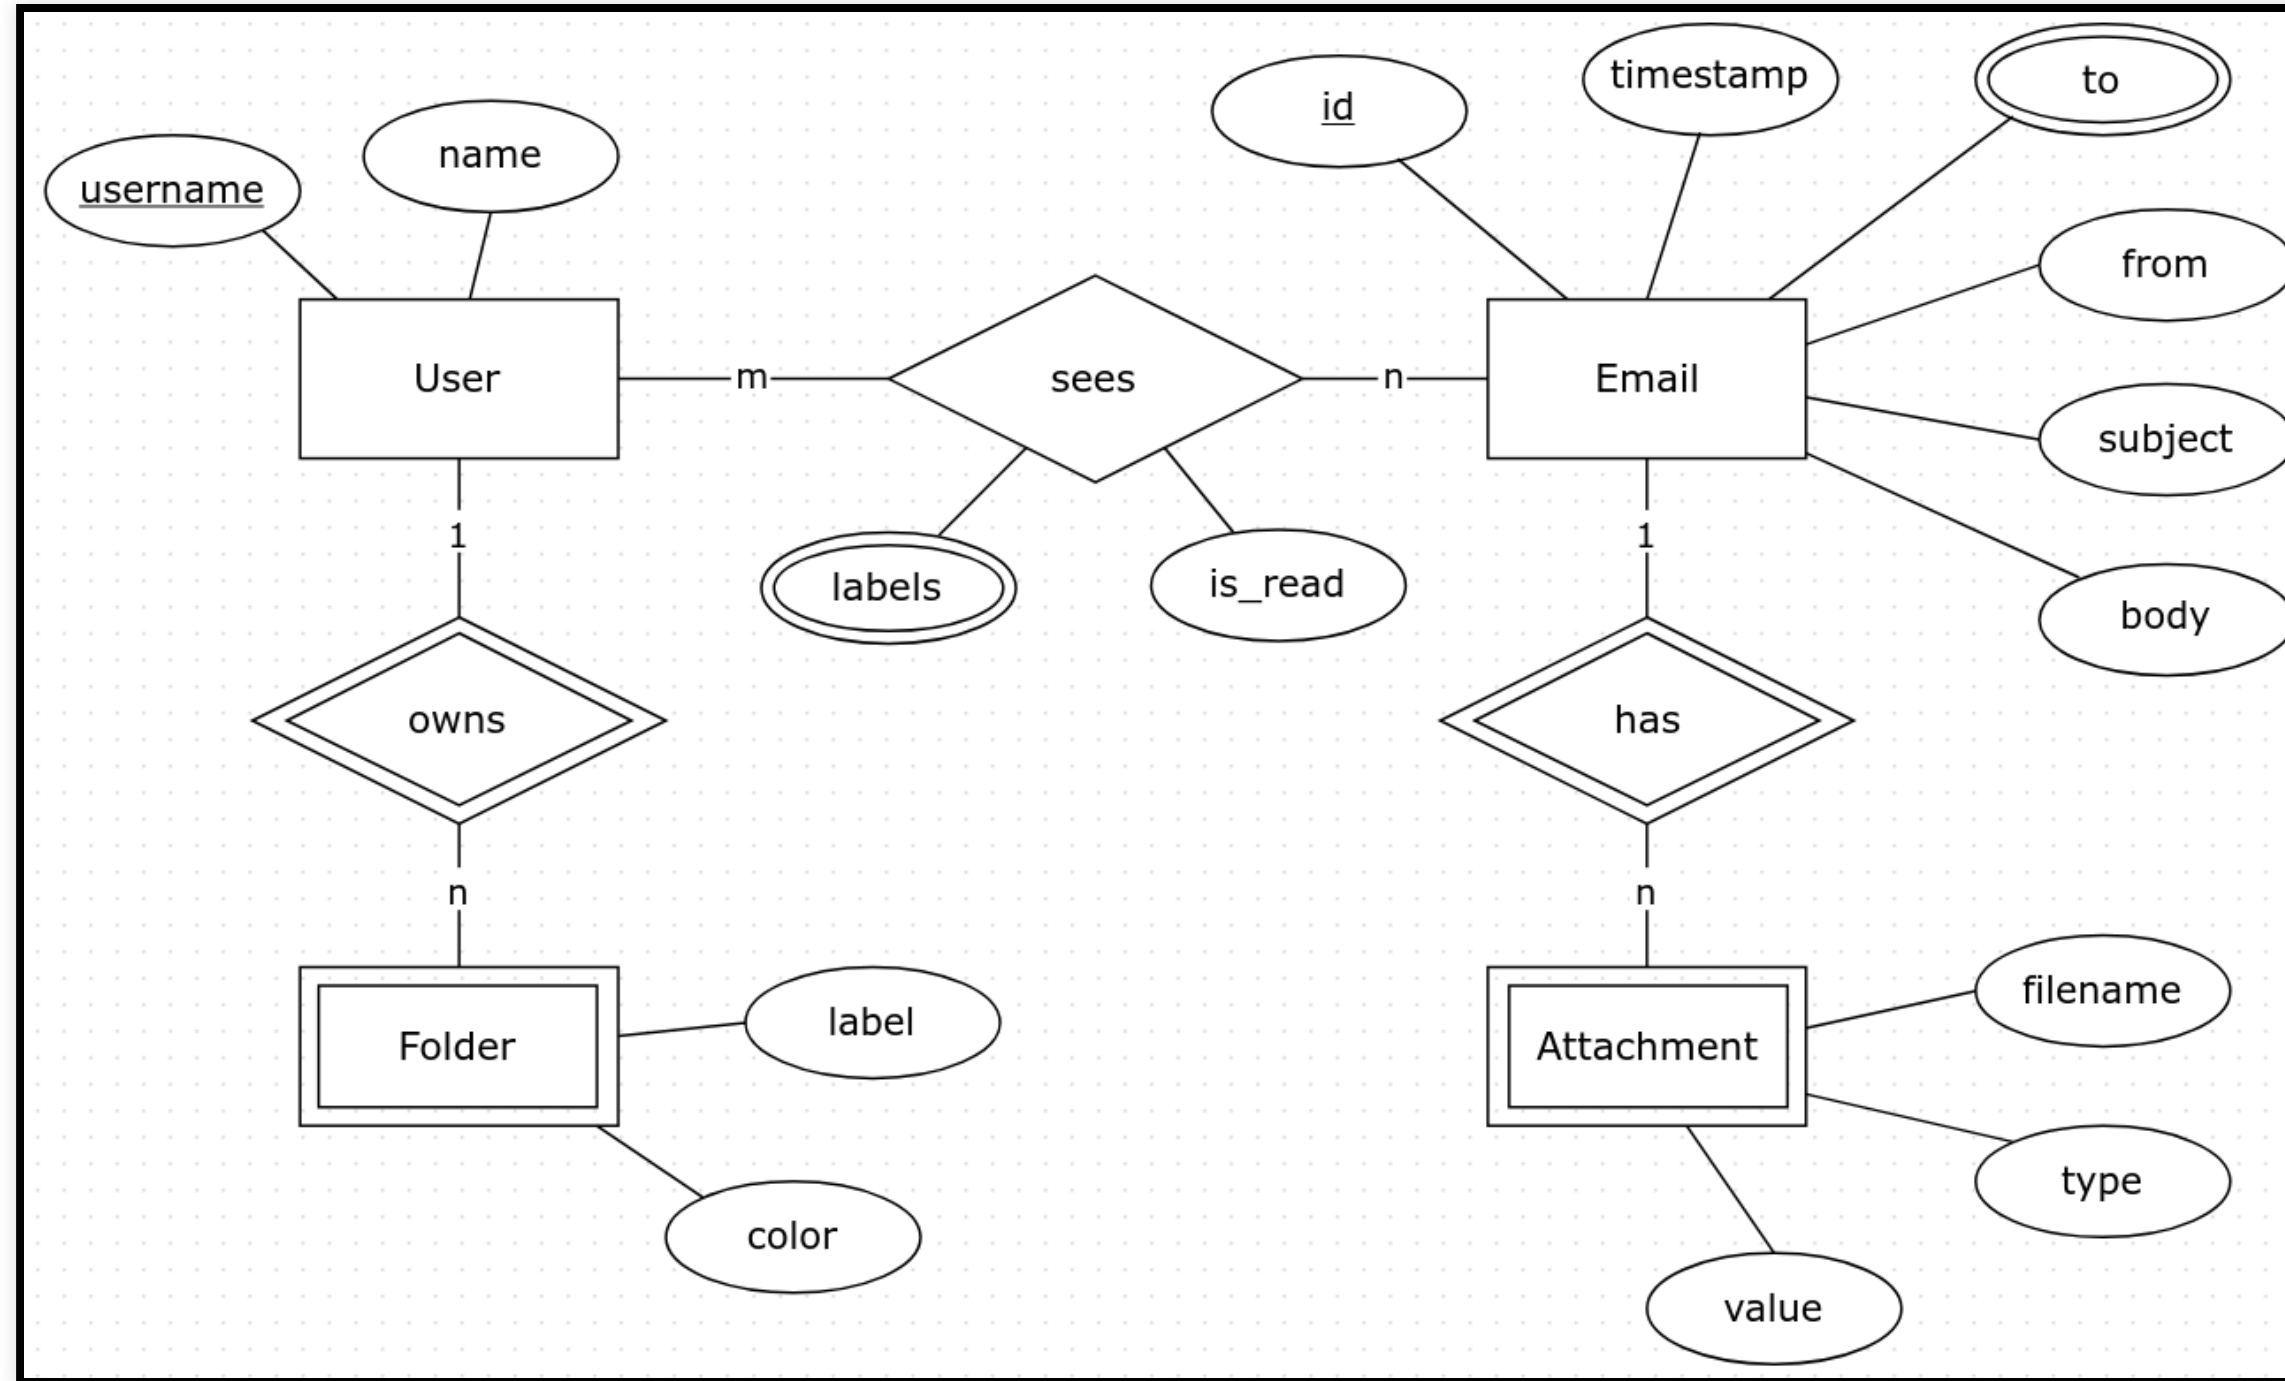 timestamp
to
id
name
username
from
User
m
sees
n
Email
subject
1
1
labels
is_read
body
owns
has
n
n
filename
label
Folder
Attachment
type
color
value